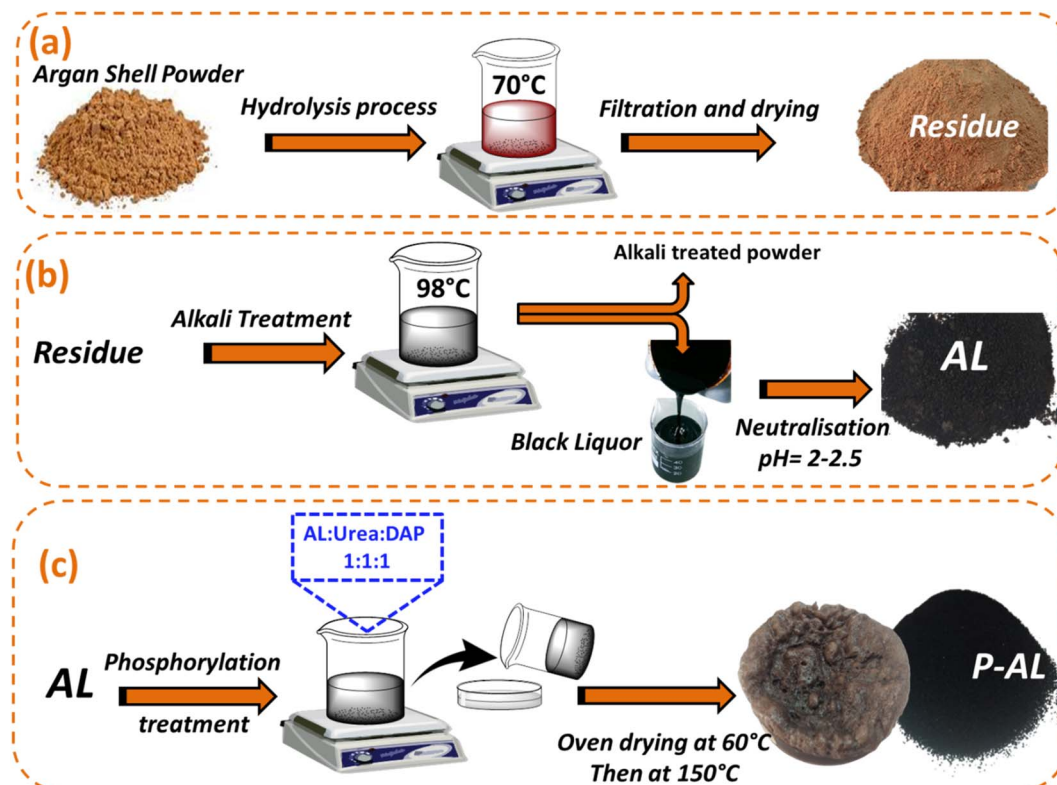 (a)
Argan Shell Powder
Hydrolysis process
70°C
Filtration and drying
Residue
(b)
Residue
Alkali Treatment
98°C
Alkali treated powder
Black Liquor
Neutralisation
pH= 2-2.5
AL
(c)
AL
Phosphorylation
treatment
AL:Urea:DAP
1:1:1
Oven drying at 60°C
Then at 150°C
P-AL